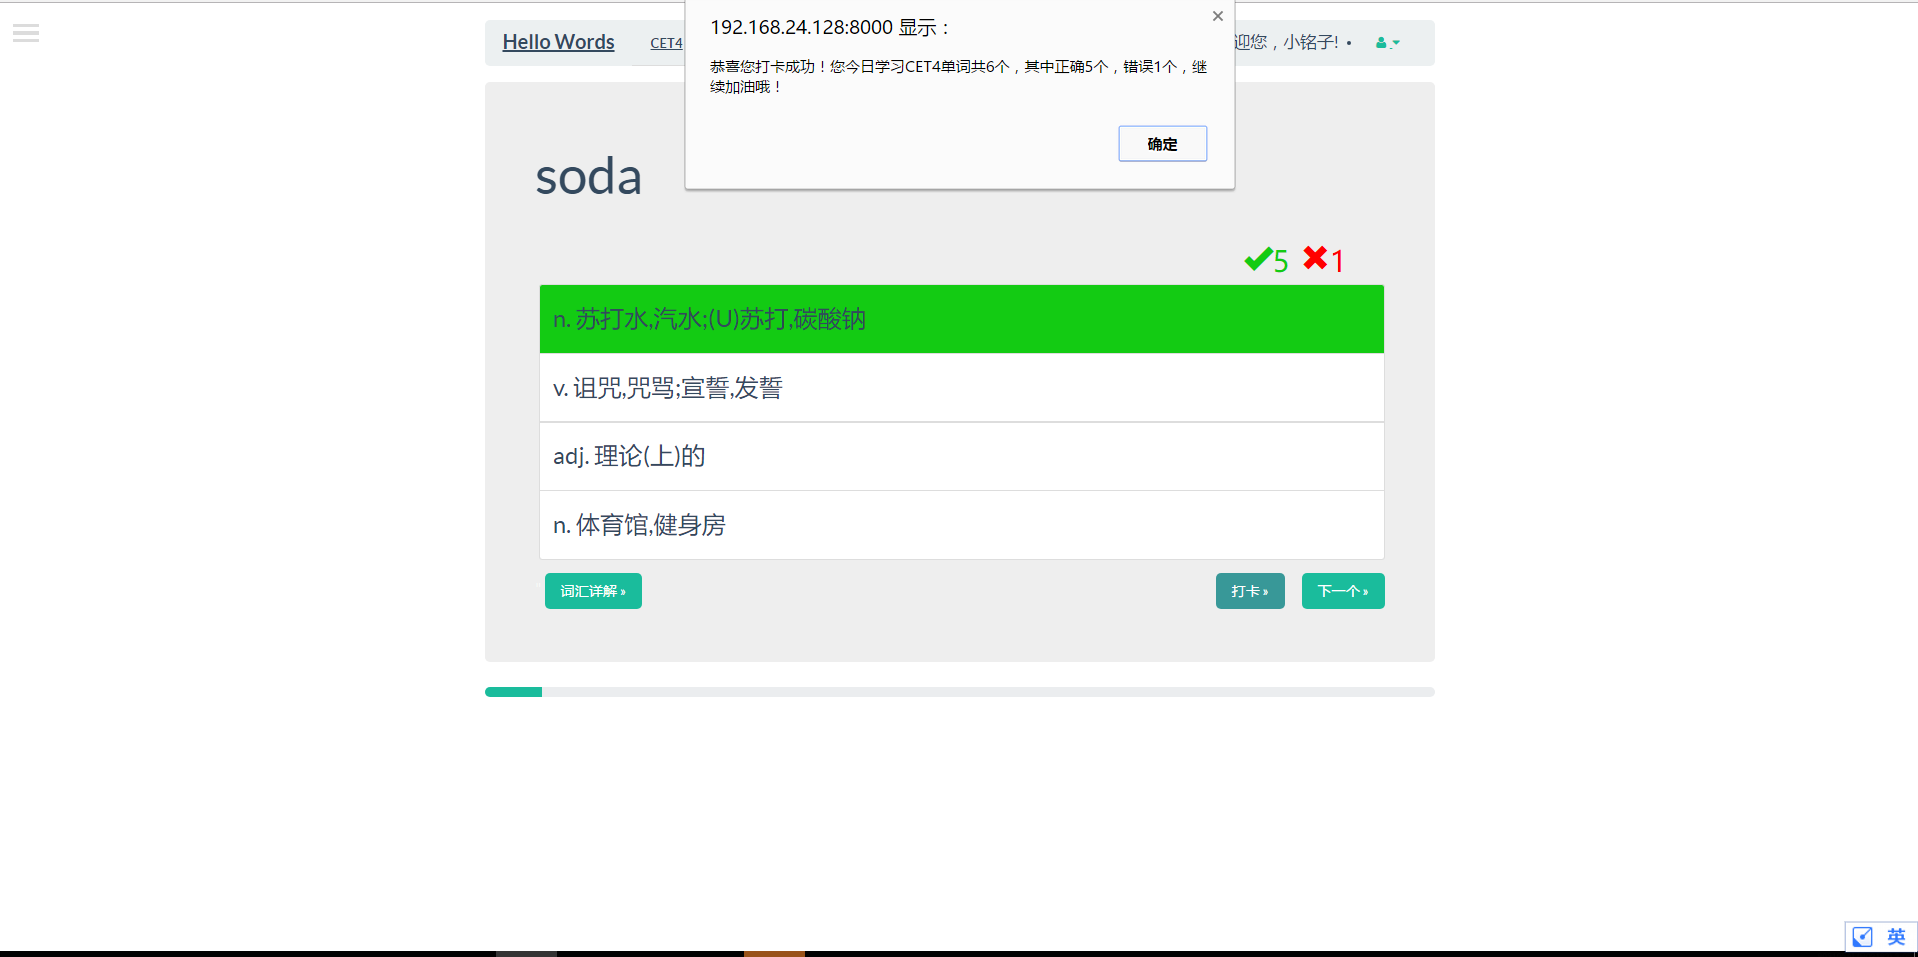 192.168.24.128:8000 显示：
恭喜您打卡成功！您今日学习CET4单词共6个，其中正确5个，错误1个，继
续加油哦！
确定
Hello Words
CET4
迎您，小铭子! •
soda
5
1
n. 苏打水,汽水;(U)苏打,碳酸钠
v. 诅咒,咒骂;宣誓,发誓
adj. 理论(上)的
n. 体育馆,健身房
词汇详解 »
打卡 »
下一个 »
英